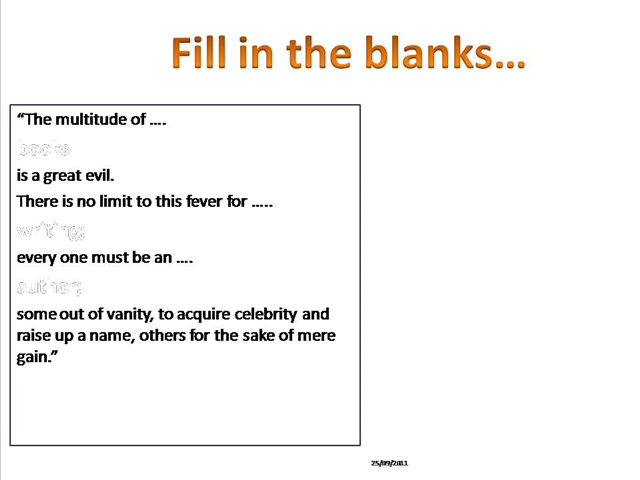 Fill in the blanks...
“The multitude of ....
books
is a great evil.
There is no limit to this fever for .....
writing;
every one must be an ....
author;
some out of vanity, to acquire celebrity and
raise up a name, others for the sake of mere
gain.”
25/09/2011